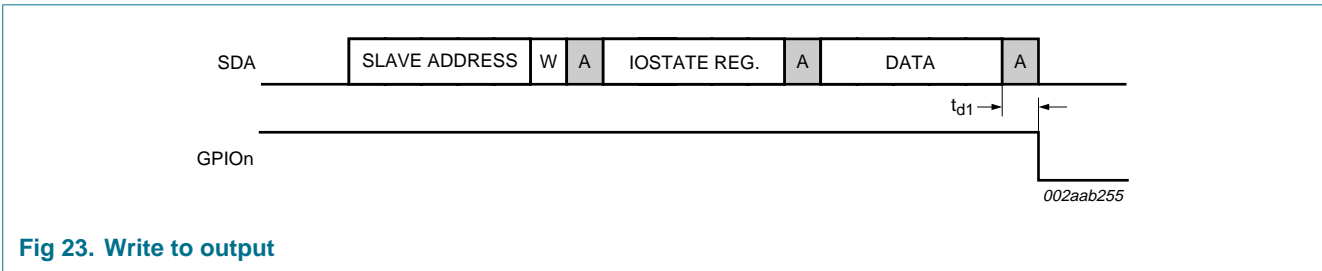 SDA
SLAVE ADDRESS W A IOSTATE REG. A DATA A
td1
GPIOn
002aab255
Fig 23. Write to output